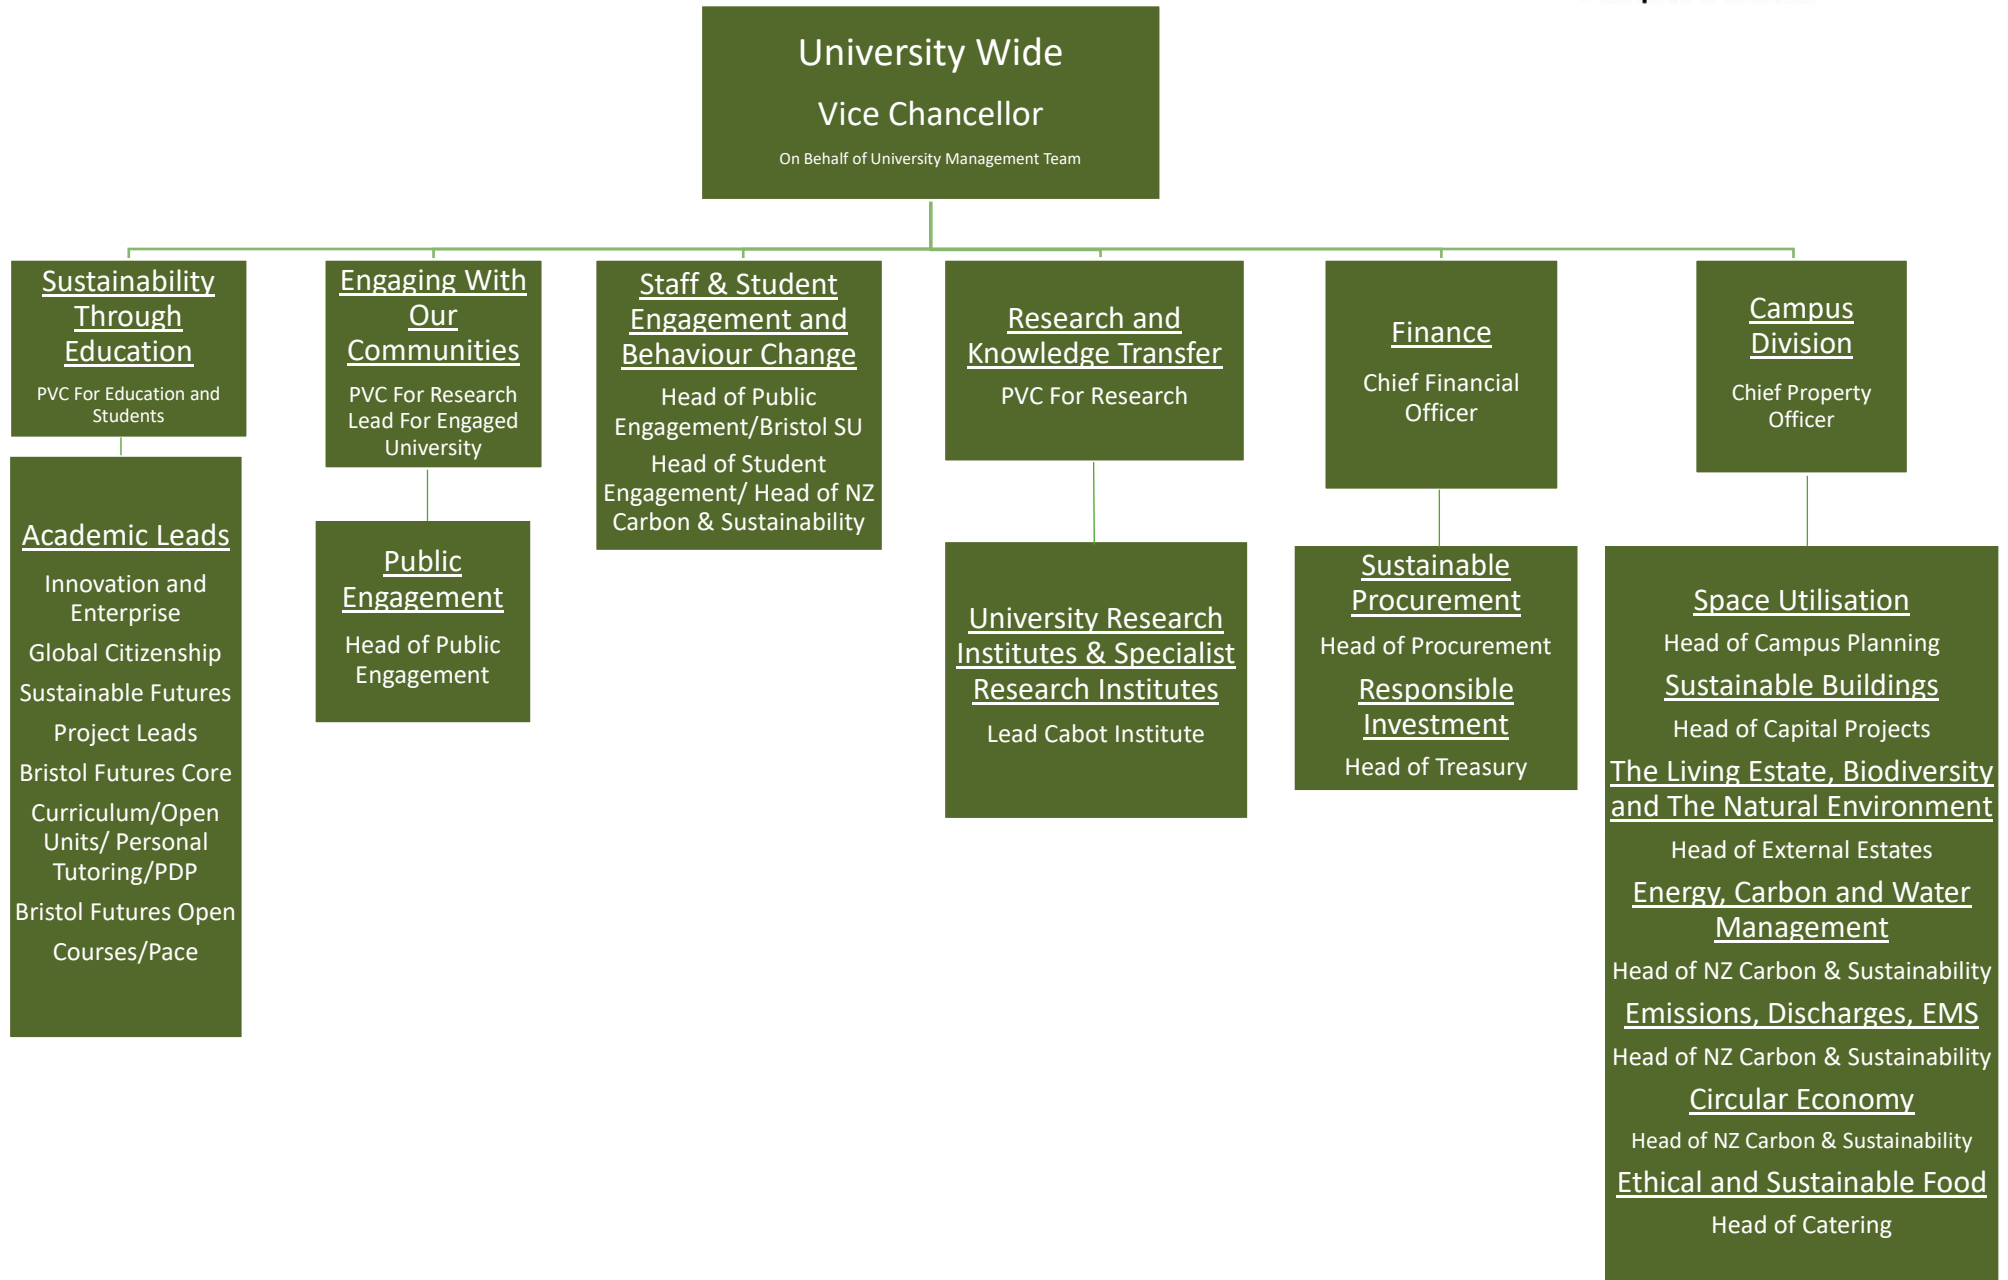 University Wide
Vice Chancellor
On Behalf of University Management Team
Sustainability
Through
Education
PVC For Education and
Students
Engaging With
Our
Communities
PVC For Research
Lead For Engaged
University
Staff & Student
Engagement and
Behaviour Change
Head of Public
Engagement/Bristol SU
Head of Student
Engagement/ Head of NZ
Carbon & Sustainability
Research and
Knowledge Transfer
PVC For Research
Finance
Chief Financial
Officer
Campus
Division
Chief Property
Officer
Academic Leads
Innovation and
Enterprise
Global Citizenship
Sustainable Futures
Project Leads
Bristol Futures Core
Curriculum/Open
Units/ Personal
Tutoring/PDP
Bristol Futures Open
Courses/Pace
Public
Engagement
Head of Public
Engagement
University Research
Institutes & Specialist
Research Institutes
Lead Cabot Institute
Sustainable
Procurement
Head of Procurement
Responsible
Investment
Head of Treasury
Space Utilisation
Head of Campus Planning
Sustainable Buildings
Head of Capital Projects
The Living Estate, Biodiversity
and The Natural Environment
Head of External Estates
Energy, Carbon and Water
Management
Head of NZ Carbon & Sustainability
Emissions, Discharges, EMS
Head of NZ Carbon & Sustainability
Circular Economy
Head of NZ Carbon & Sustainability
Ethical and Sustainable Food
Head of Catering